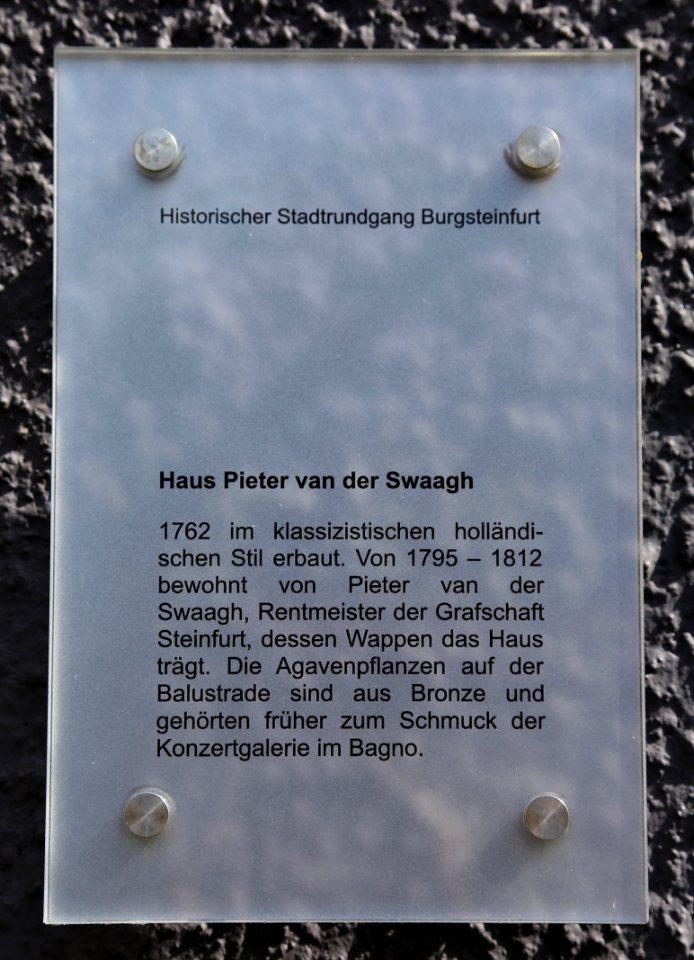 Historischer Stadtrundgang Burgsteinfurt
Haus Pieter van der Swaagh
1762 im klassizistischen holländi-
schen Stil erbaut. Von 1795 – 1812
bewohnt von Pieter van der
Swaagh, Rentmeister der Grafschaft
Steinfurt, dessen Wappen das Haus
trägt. Die Agavenpflanzen auf der
Balustrade sind aus Bronze und
gehörten früher zum Schmuck der
Konzertgalerie im Bagno.